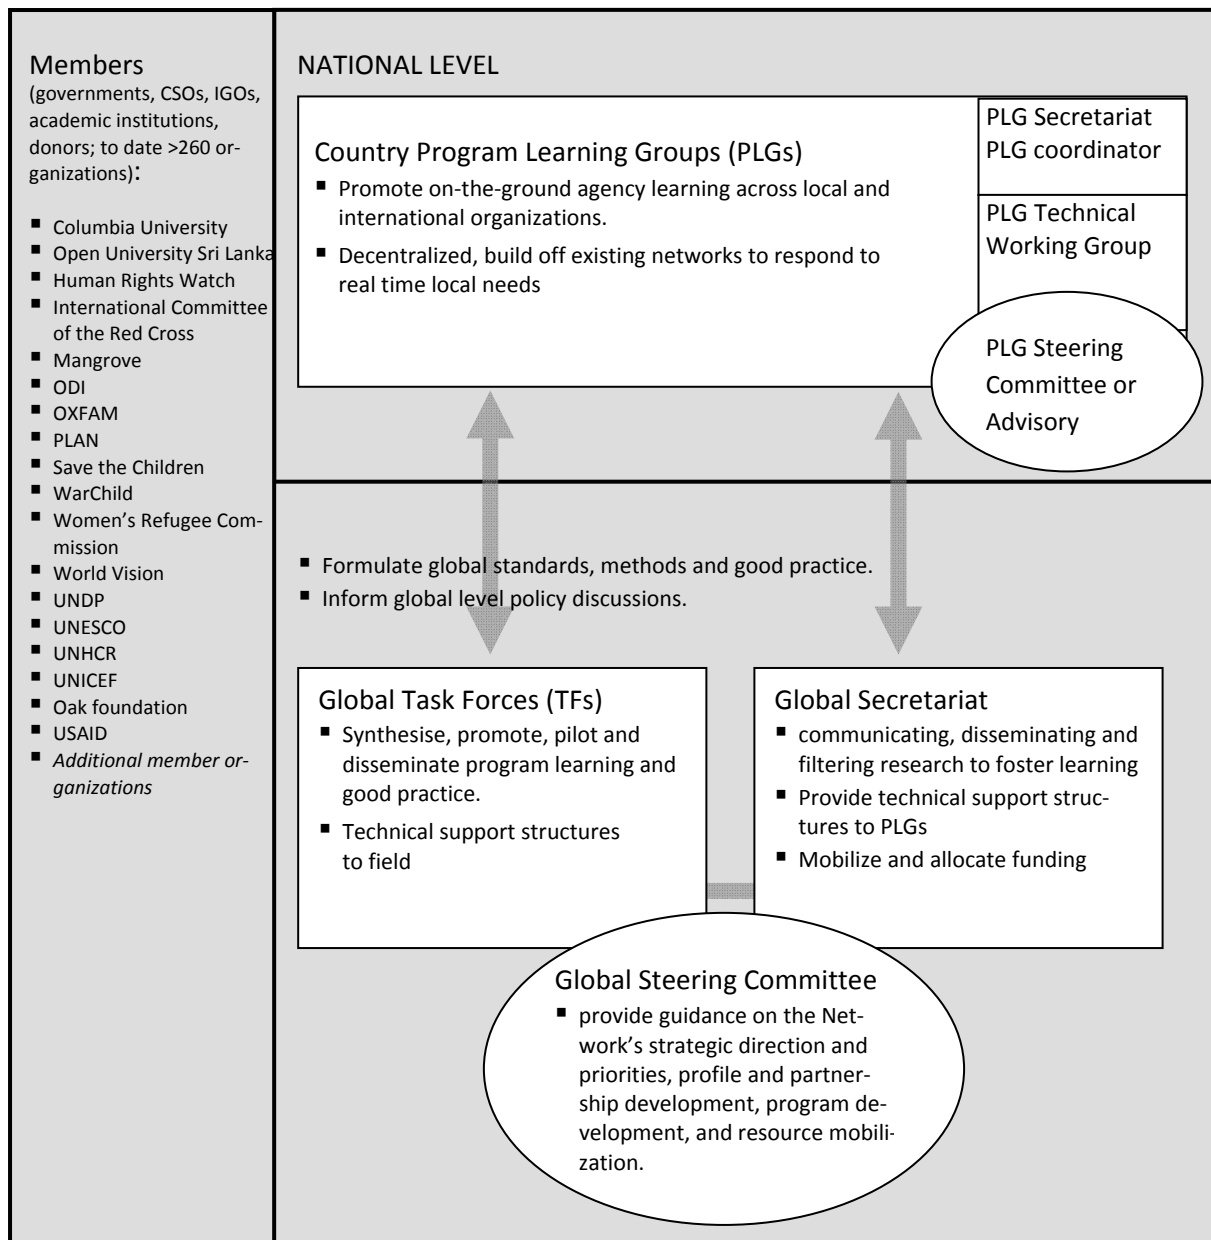 Members
(governments, CSOs, IGOs,
academic institutions,
donors; to date >260 or-
ganizations):
▪ Columbia University
▪ Open University Sri Lanka
▪ Human Rights Watch
▪ International Committee
of the Red Cross
▪ Mangrove
▪ ODI
▪ OXFAM
▪ PLAN
▪ Save the Children
▪ WarChild
▪ Women’s Refugee Com-
mission
▪ World Vision
▪ UNDP
▪ UNESCO
▪ UNHCR
▪ UNICEF
▪ Oak foundation
▪ USAID
▪ Additional member or-
ganizations
NATIONAL LEVEL
Country Program Learning Groups (PLGs)
▪ Promote on-the-ground agency learning across local and
international organizations.
▪ Decentralized, build off existing networks to respond to
real time local needs
PLG Secretariat
PLG coordinator
PLG Technical
Working Group
PLG Steering
Committee or
Advisory
▪ Formulate global standards, methods and good practice.
▪ Inform global level policy discussions.
Global Task Forces (TFs)
▪ Synthesise, promote, pilot and
disseminate program learning and
good practice.
▪ Technical support structures
to field
Global Secretariat
▪ communicating, disseminating and
filtering research to foster learning
▪ Provide technical support struc-
tures to PLGs
▪ Mobilize and allocate funding
Global Steering Committee
▪ provide guidance on the Net-
work’s strategic direction and
priorities, profile and partner-
ship development, program de-
velopment, and resource mobili-
zation.